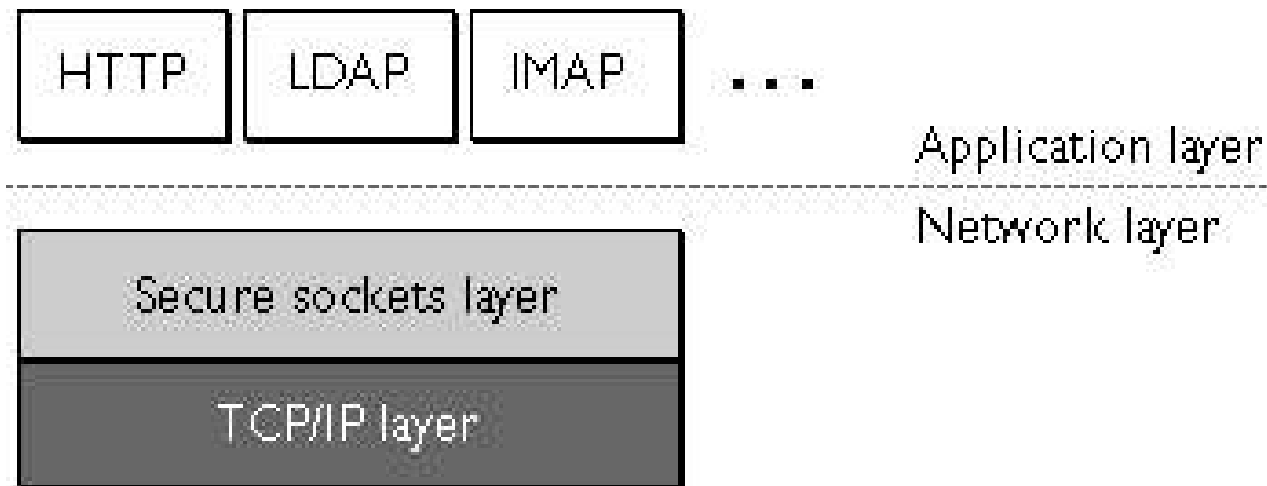 HTTP LDAP IMAP ...
Application layer
Network layer
Secure sockets layer
TCP/IP layer